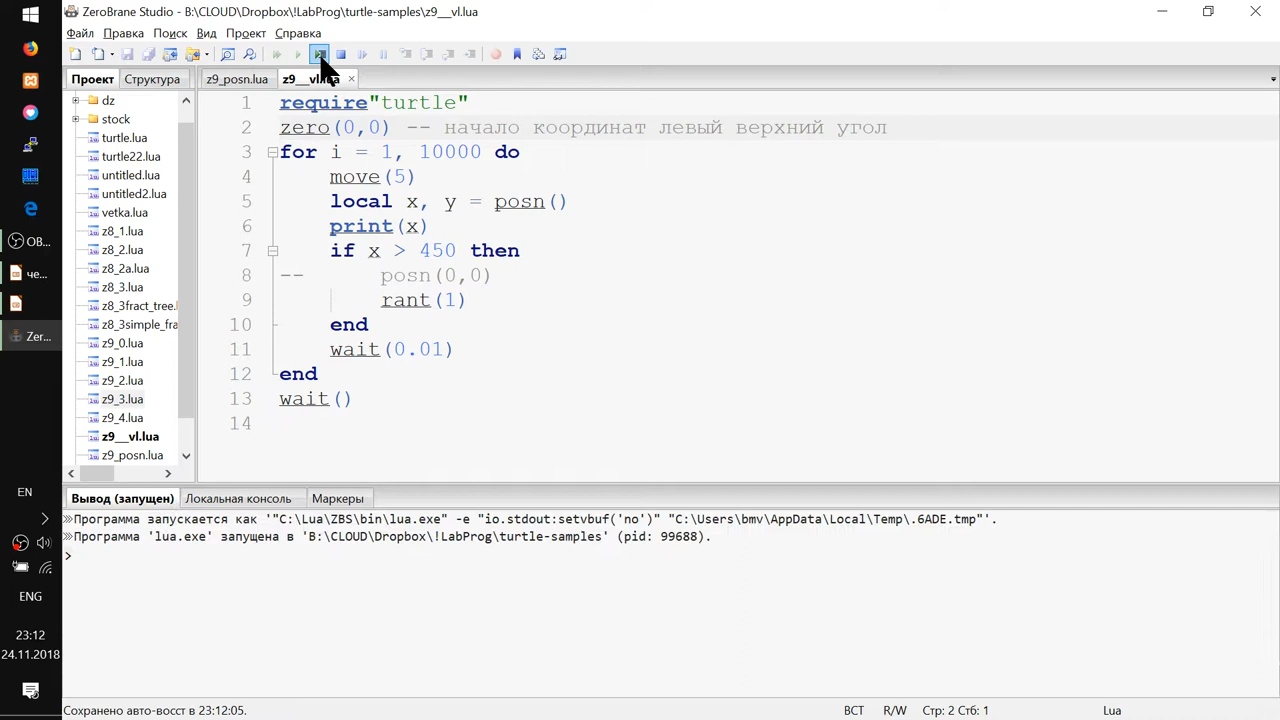 ZeroBrane Studio - B:\CLOUD\Dropbox\!LabProg\turtle-samples\z9__vl.lua
Файл Правка Поиск Вид Проект Справка
Проект Структура
z9_posn.lua z9__vl.lua
dz
stock
turtle.lua
turtle22.lua
untitled.lua
untitled2.lua
vetka.lua
z8_1.lua
z8_2.lua
z8_2a.lua
z8_3.lua
z8_3fract_tree.l
z8_3simple_fra
z9_0.lua
z9_1.lua
z9_2.lua
z9_3.lua
z9_4.lua
z9__vl.lua
z9_posn.lua
1 require"turtle"
2 zero(0,0) -- начало координат левый верхний угол
3 for i = 1, 10000 do
4 move(5)
5 local x, y = posn()
6 print(x)
7 if x > 450 then
8 -- posn(0,0)
9 rant(1)
10 end
11 wait(0.01)
12 end
13 wait()
14
Вывод (запущен) Локальная консоль Маркеры
Программа запускается как '"C:\Lua\ZBS\bin\lua.exe" -e "io.stdout:setvbuf('no')" "C:\Users\bmv\AppData\Local\Temp\.6ADE.tmp"'.
Программа 'lua.exe' запущена в 'B:\CLOUD\Dropbox\!LabProg\turtle-samples' (pid: 99688).
Сохранено авто-восст в 23:12:05.
ВСТ R/W Стр: 2 Стб: 1 Lua
OB...
че...
Zer...
EN
ENG
23:12
24.11.2018